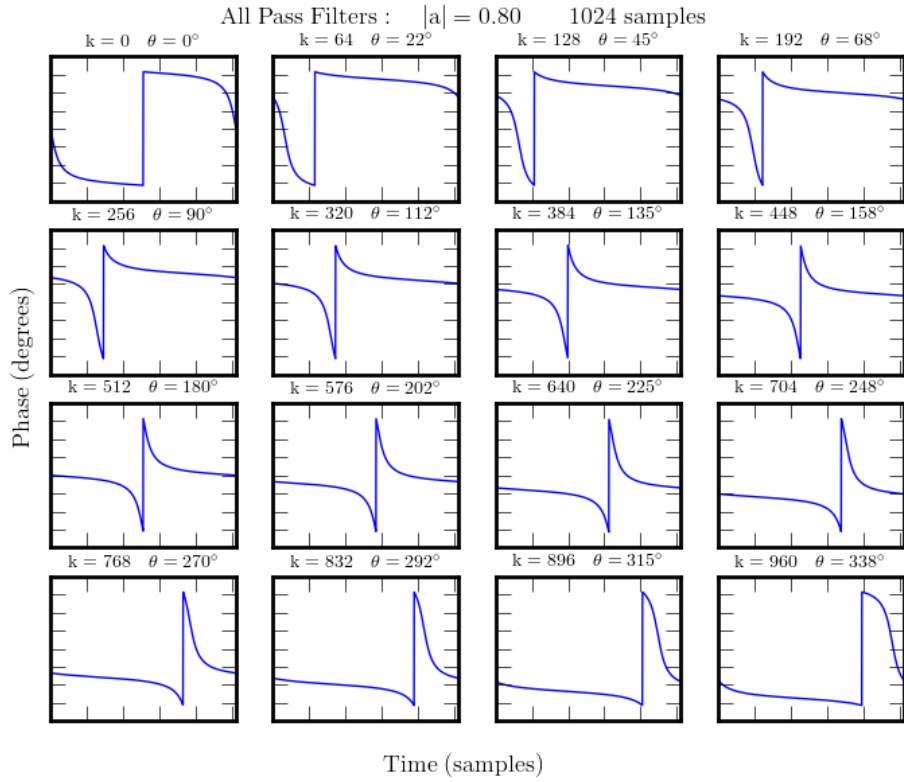 All Pass Filters : |a| = 0.80 1024 samples
k = 0 θ = 0° k = 64 θ = 22° k = 128 θ = 45° k = 192 θ = 68°
k = 256 θ = 90° k = 320 θ = 112° k = 384 θ = 135° k = 448 θ = 158°
Phase (degrees)
k = 512 θ = 180° k = 576 θ = 202° k = 640 θ = 225° k = 704 θ = 248°
k = 768 θ = 270° k = 832 θ = 292° k = 896 θ = 315° k = 960 θ = 338°
Time (samples)